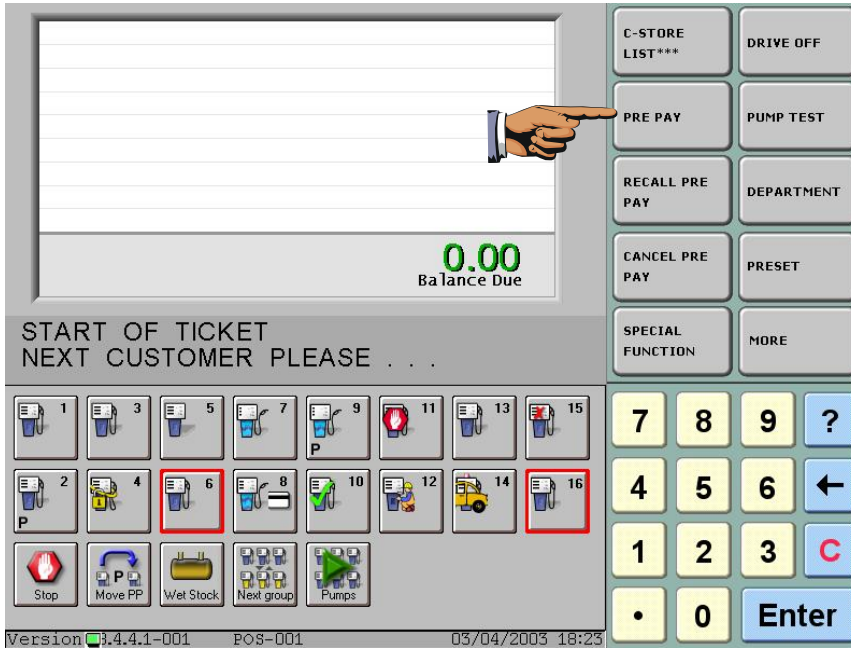 C-STORE
LIST***
DRIVE OFF
PRE PAY
PUMP TEST
RECALL PRE
PAY
DEPARTMENT
CANCEL PRE
PAY
PRESET
SPECIAL
FUNCTION
MORE
0.00
Balance Due
START OF TICKET
NEXT CUSTOMER PLEASE . . .
1 3 5 7 9 11 13 15
P
2 4 6 8 10 12 14 16
P
P
Stop Move PP Wet Stock Next group Pumps
7 8 9 ?
4 5 6 ←
1 2 3 C
. 0 Enter
Version .4.4.1-001 POS-001 03/04/2003 18:23